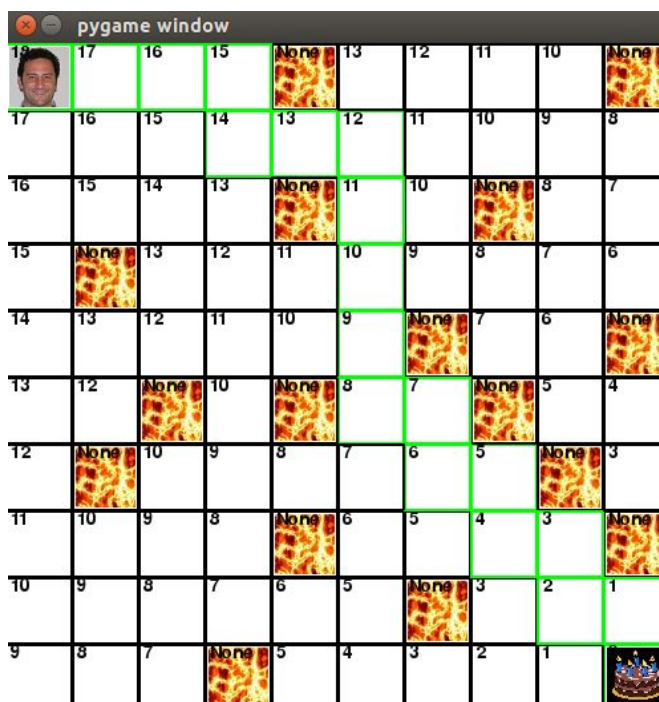 pygame window
18 17 16 15 None 13 12 11 10 None
17 16 15 14 13 12 11 10 9 8
16 15 14 13 None 11 10 None 8 7
15 None 13 12 11 10 9 8 7 6
14 13 12 11 10 9 None 7 6 None
13 12 None 10 None 8 7 None 5 4
12 None 10 9 8 7 6 5 None 3
11 10 9 8 None 6 5 4 3 None
10 9 8 7 6 5 None 3 2 1
9 8 7 None 5 4 3 2 1